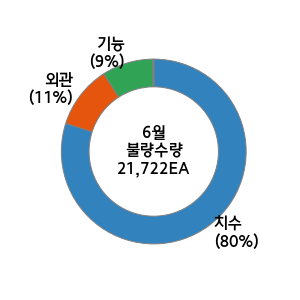 기능
(9%)
외관
(11%)
6월
불량수량
21,722EA
치수
(80%)